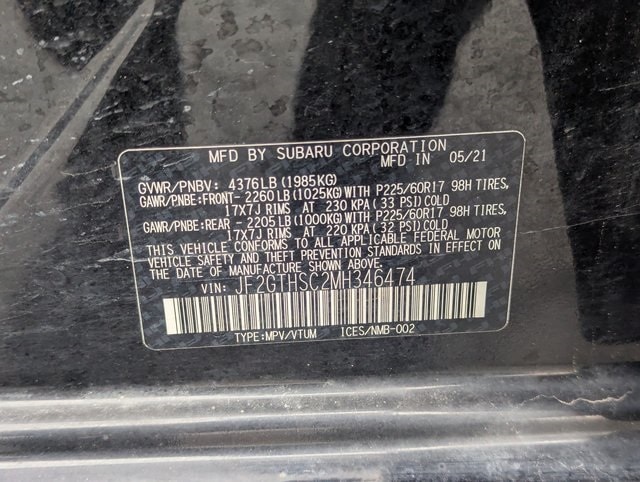 MFD BY SUBARU CORPORATION
MFD IN 05/21
GVWR/PNBV: 4376LB(1985KG)
GAWR/PNBE:FRONT- 2260LB(1025KG)WITH P225/60R17 98H TIRES,
17X7J RIMS AT 230 KPA(33 PSI)COLD
GAWR/PNBE:REAR - 2205LB(1000KG)WITH P225/60R17 98H TIRES,
17X7J RIMS AT 220 KPA(32 PSI)COLD
THIS VEHICLE CONFORMS TO ALL APPLICABLE FEDERAL MOTOR
VEHICLE SAFETY AND THEFT PREVENTION STANDARDS IN EFFECT ON
THE DATE OF MANUFACTURE SHOWN ABOVE.
VIN: JF2GTHSC2MH346474
TYPE:MPV/VTUM ICES/NMB-002